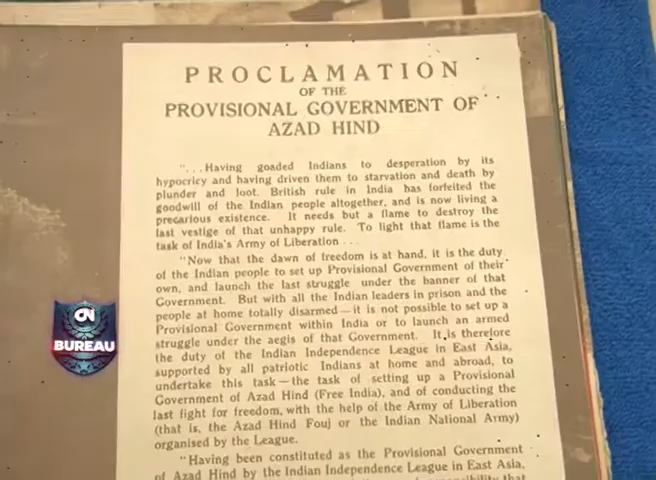 PROCLAMATION
OF THE
PROVISIONAL GOVERNMENT OF
AZAD HIND
"... Having goaded Indians to desperation by its
hypocricy and having driven them to starvation and death by
plunder and loot. British rule in India has forfeited the
goodwill of the Indian people altogether, and is now living a
precarious existence. It needs but a flame to destroy the
last vestige of that unhappy rule. To light that flame is the
task of India's Army of Liberation ...
"Now that the dawn of freedom is at hand, it is the duty
of the Indian people to set up Provisional Government of their
own, and launch the last struggle under the banner of that
Government. But with all the Indian leaders in prison and the
people at home totally disarmed—it is not possible to set up a
Provisional Government within India or to launch an armed
struggle under the aegis of that Government. It is therefore
the duty of the Indian Independence League in East Asia,
supported by all patriotic Indians at home and abroad, to
undertake this task—the task of setting up a Provisional
Government of Azad Hind (Free India), and of conducting the
last fight for freedom, with the help of the Army of Liberation
(that is, the Azad Hind Fouj or the Indian National Army)
organised by the League.
"Having been constituted as the Provisional Government
of Azad Hind by the Indian Independence League in East Asia,
responsibility that
ON
BUREAU